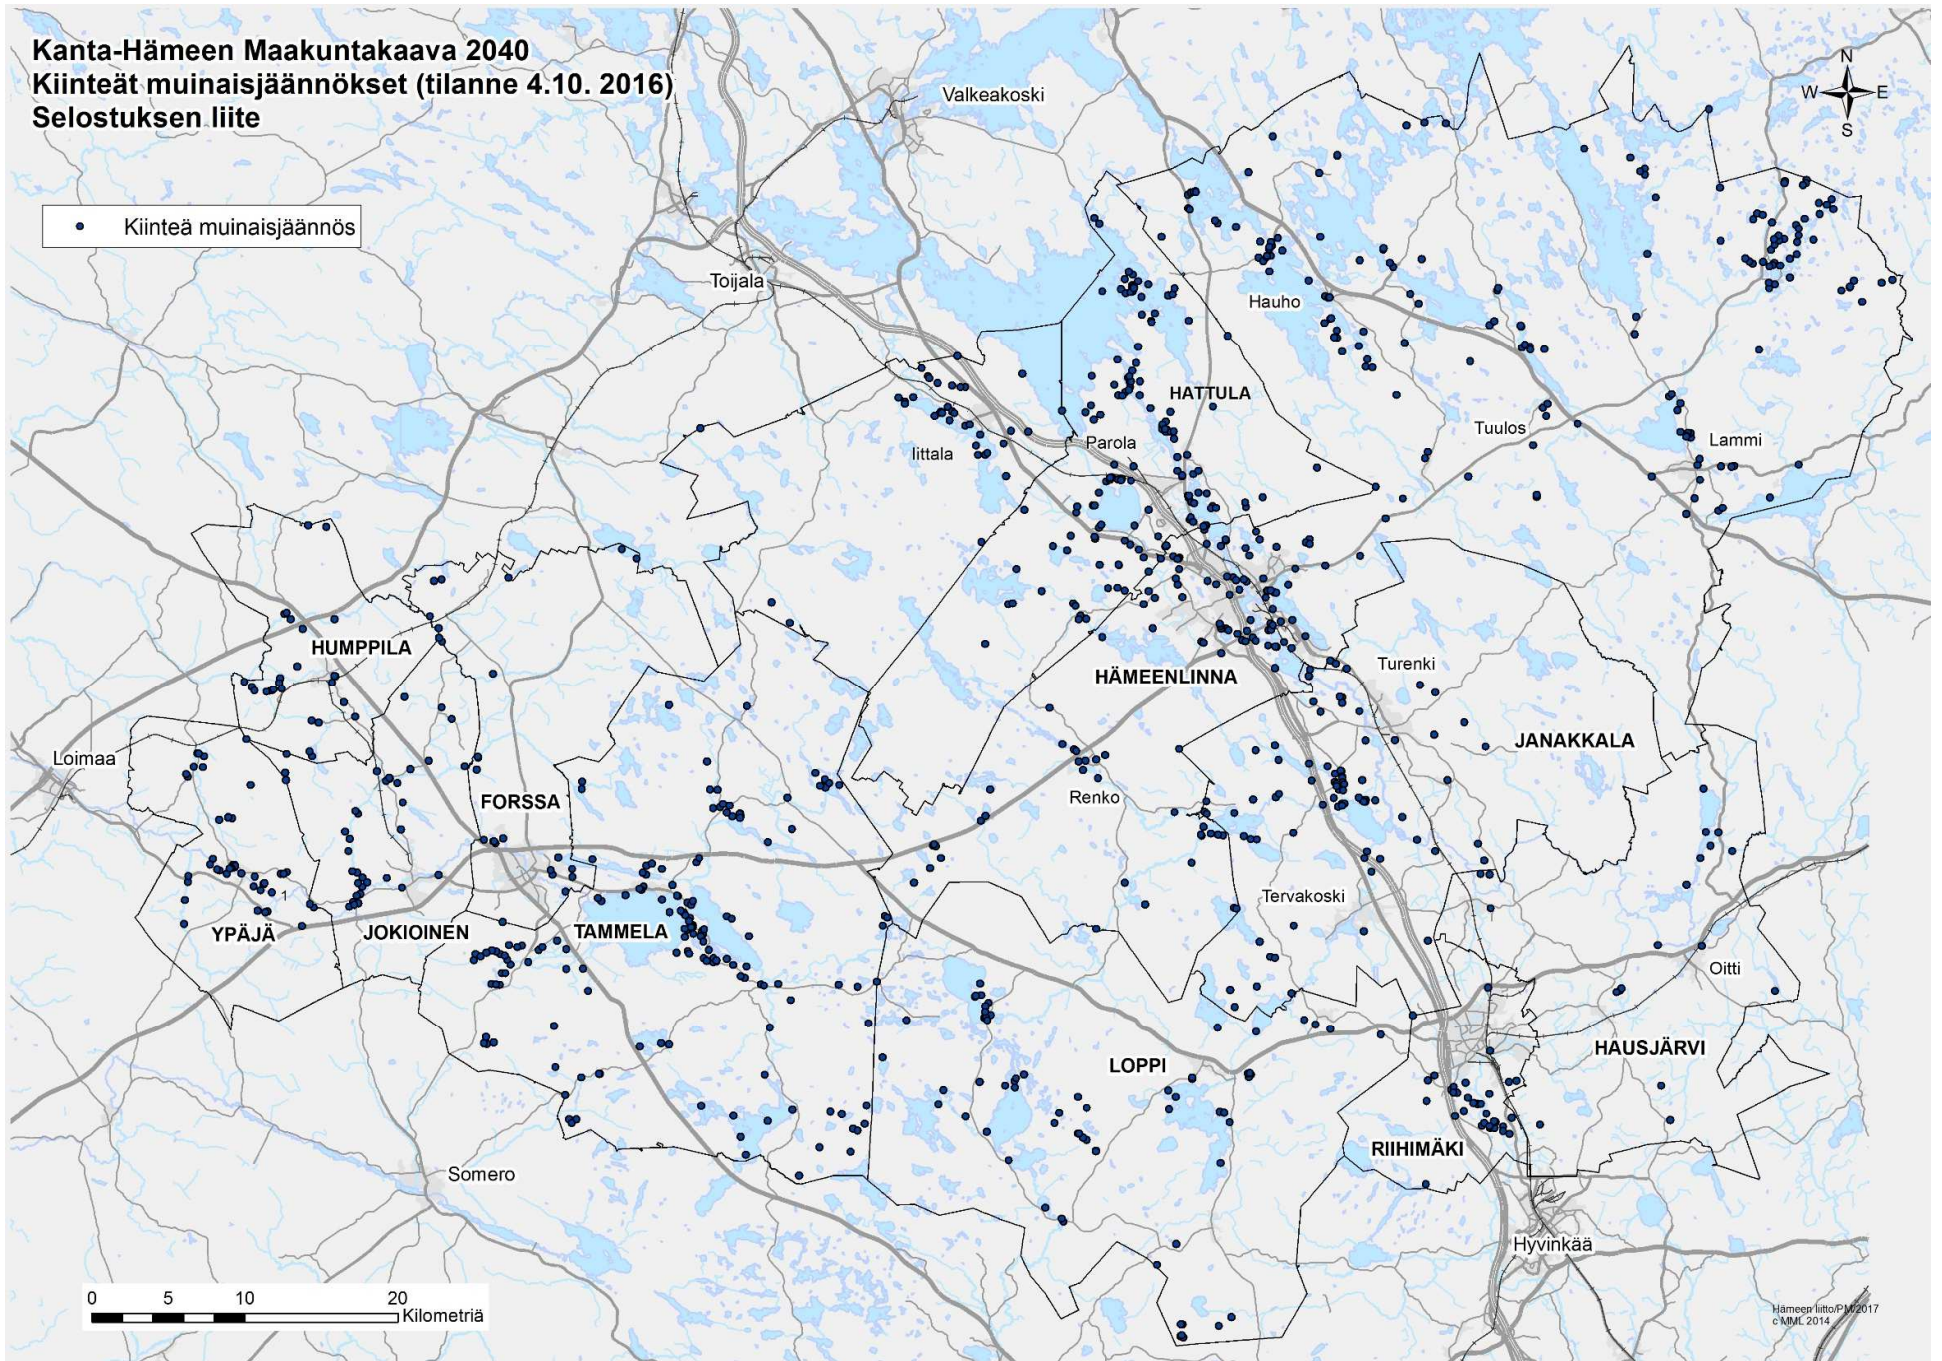 Kanta-Hämeen Maakuntakaava 2040
Kiinteät muinaisjäännökset (tilanne 4.10. 2016)
Selostuksen liite
Kiinteä muinaisjäännös
N
W
E
S
Valkeakoski
Toijala
Hauho
HATTULA
Tuulos
Lammi
Iittala
Parola
HUMPPILA
HÄMEENLINNA
Turenki
JANAKKALA
Loimaa
FORSSA
Renko
1
Tervakoski
YPÄJÄ
JOKIOINEN
TAMMELA
Oitti
LOPPI
HAUSJÄRVI
RIIHIMÄKI
Somero
Hyvinkää
0 5 10 20
Kilometriä
Hämeen liitto/PM/2017
c MML 2014